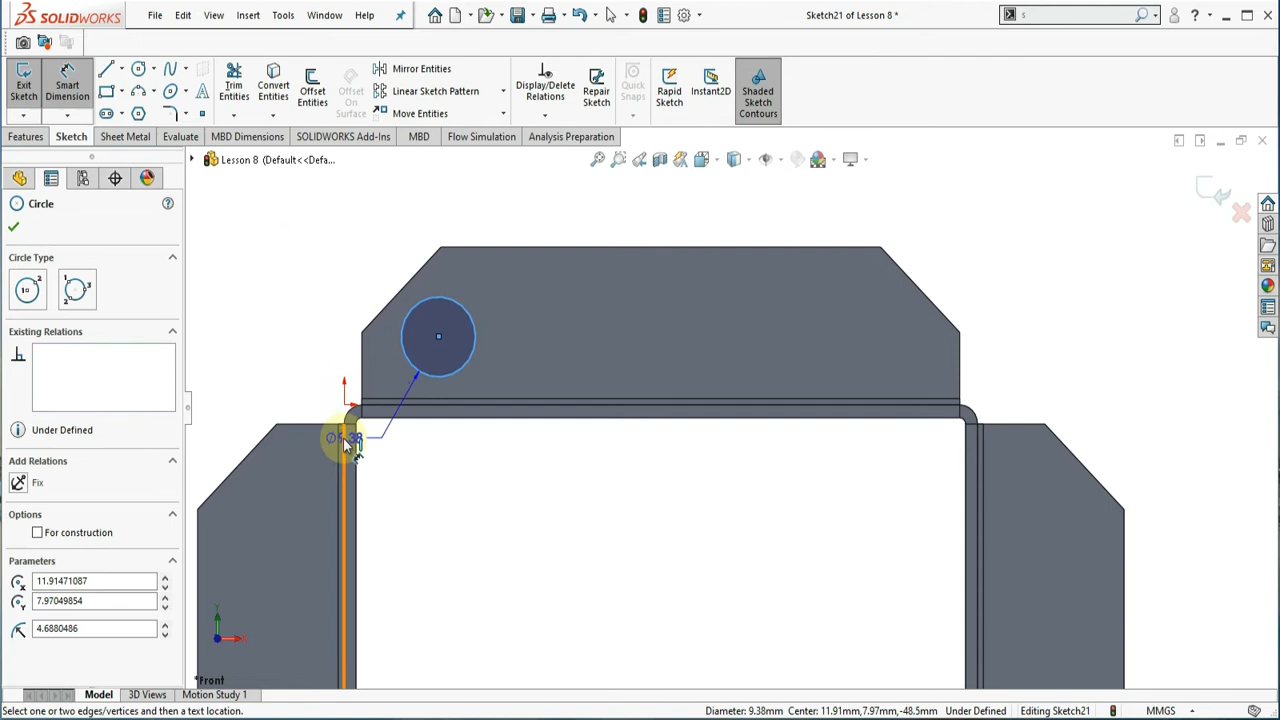 SOLIDWORKS
File
Edit
View
Insert
Tools
Window
Help
Sketch21 of Lesson 8 *
s
?
Exit Sketch
Smart Dimension
Trim Entities
Convert Entities
Offset Entities
Offset On Surface
Mirror Entities
Linear Sketch Pattern
Move Entities
Display/Delete Relations
Repair Sketch
Quick Snaps
Rapid Sketch
Instant2D
Shaded Sketch Contours
Features
Sketch
Sheet Metal
Evaluate
MBD Dimensions
SOLIDWORKS Add-Ins
MBD
Flow Simulation
Analysis Preparation
Lesson 8 (Default<<Defa...
Circle
Circle Type
Existing Relations
Under Defined
Add Relations
Fix
Options
For construction
Parameters
11.91471087
7.97049854
4.6880486
Y
X
*Front
Model
3D Views
Motion Study 1
Select one or two edges/vertices and then a text location.
Diameter: 9.38mm
Center: 11.91mm,7.97mm,-48.5mm
Under Defined
Editing Sketch21
MMGS